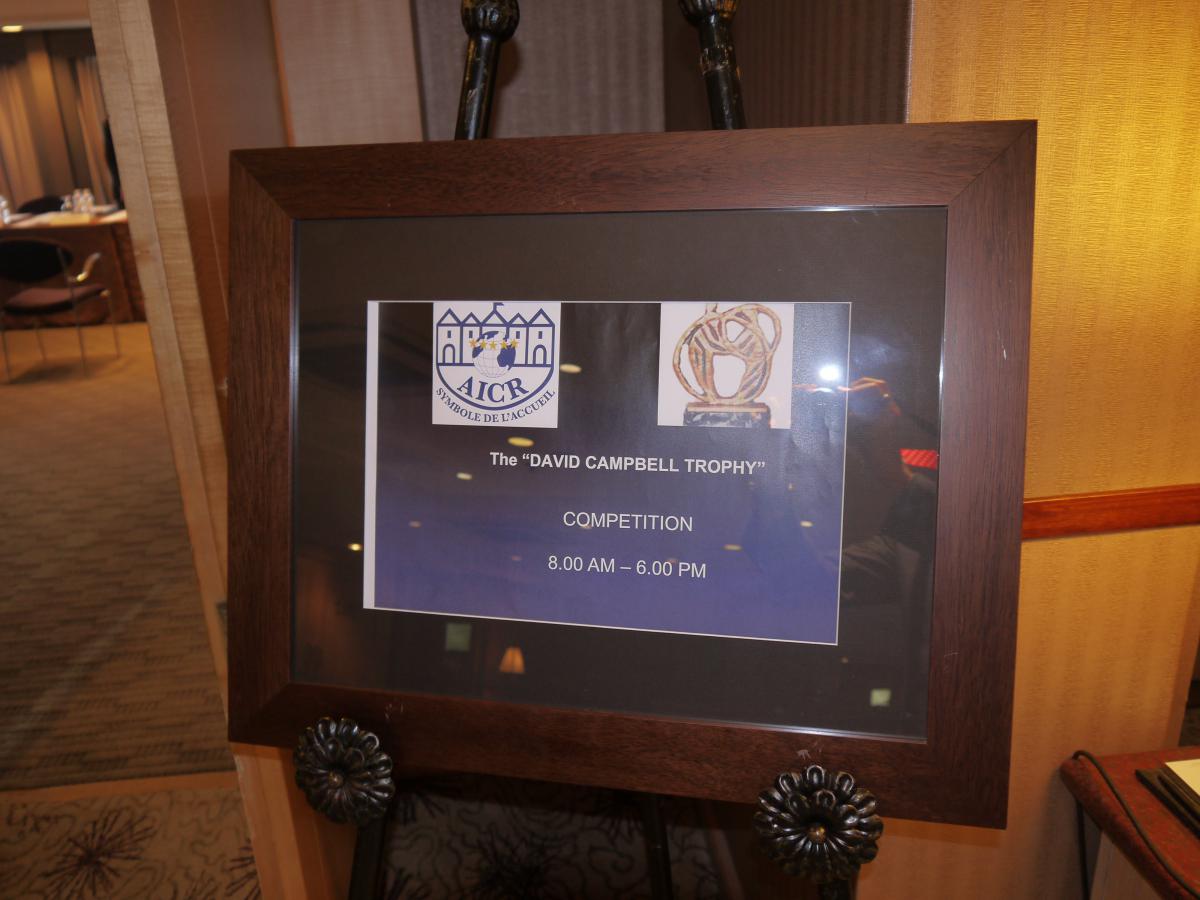 AICR
SYMBOLE DE L'ACCUEIL
The “DAVID CAMPBELL TROPHY”
COMPETITION
8.00 AM – 6.00 PM